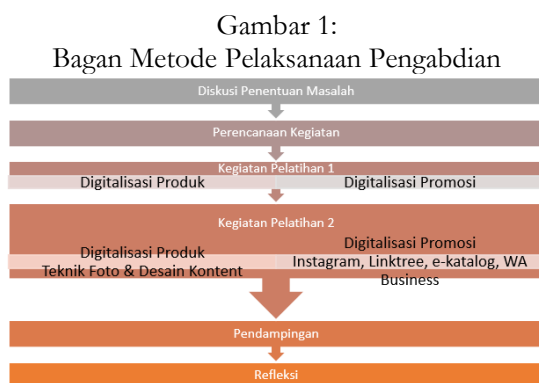 Gambar 1:
Bagan Metode Pelaksanaan Pengabdian
Diskusi Penentuan Masalah
Perencanaan Kegiatan
Kegiatan Pelatihan 1
Digitalisasi Produk
Digitalisasi Promosi
Kegiatan Pelatihan 2
Digitalisasi Produk
Teknik Foto & Desain Kontent
Digitalisasi Promosi
Instagram, Linktree, e-katalog, WA
Business
Pendampingan
Refleksi